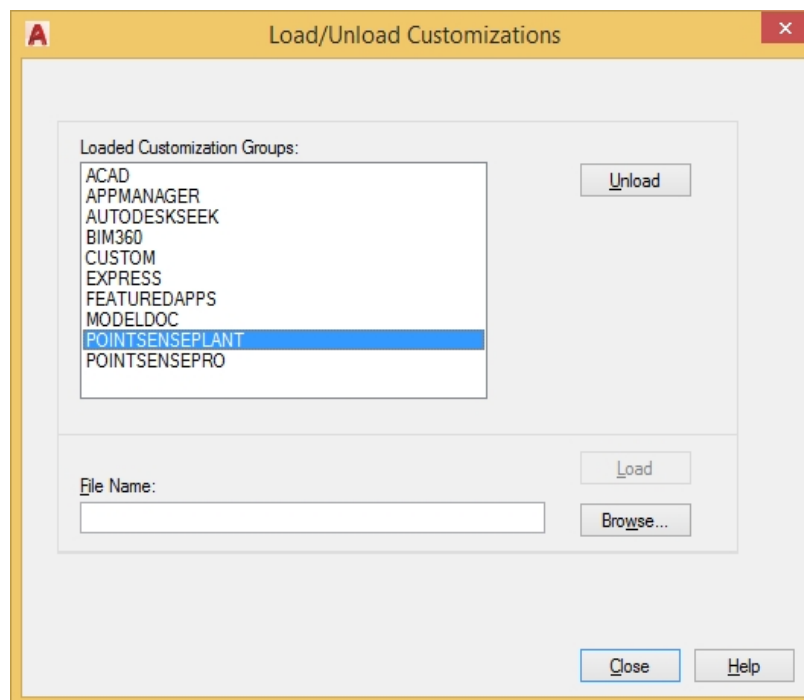 Load/Unload Customizations
Loaded Customization Groups:
ACAD
APPMANAGER
AUTODESKSEEK
BIM360
CUSTOM
EXPRESS
FEATUREDAPPS
MODELDOC
POINTSENSEPLANT
POINTSENSEPRO
Unload
Load
File Name:
Browse...
Close
Help